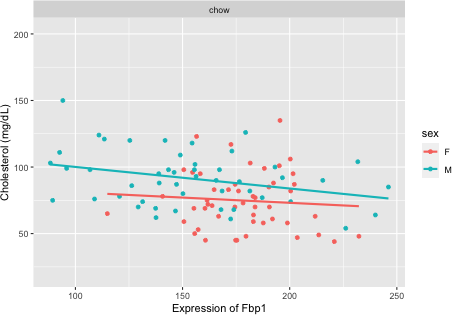 chow
200
150
100
50
Cholesterol (mg/dL)
100
150
200
250
Expression of Fbp1
sex
F
M